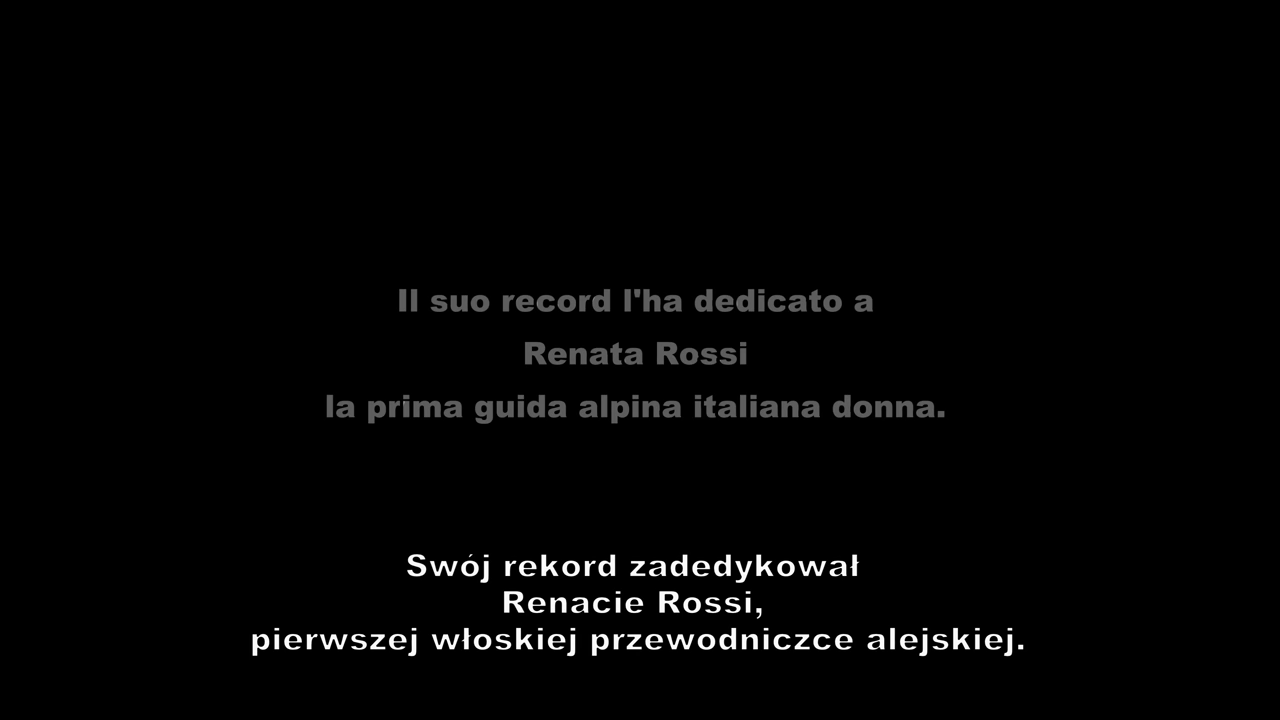 Il suo record l'ha dedicato a
Renata Rossi
la prima guida alpina italiana donna.
Swój rekord zadedykował
Renacie Rossi,
pierwszej włoskiej przewodniczce alejskiej.